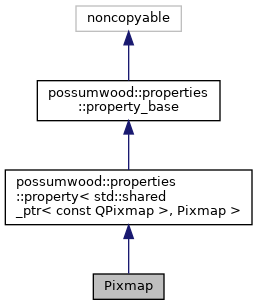 noncopyable
possumwood::properties
::property_base
possumwood::properties
::property< std::shared
_ptr< const QPixmap >, Pixmap >
Pixmap